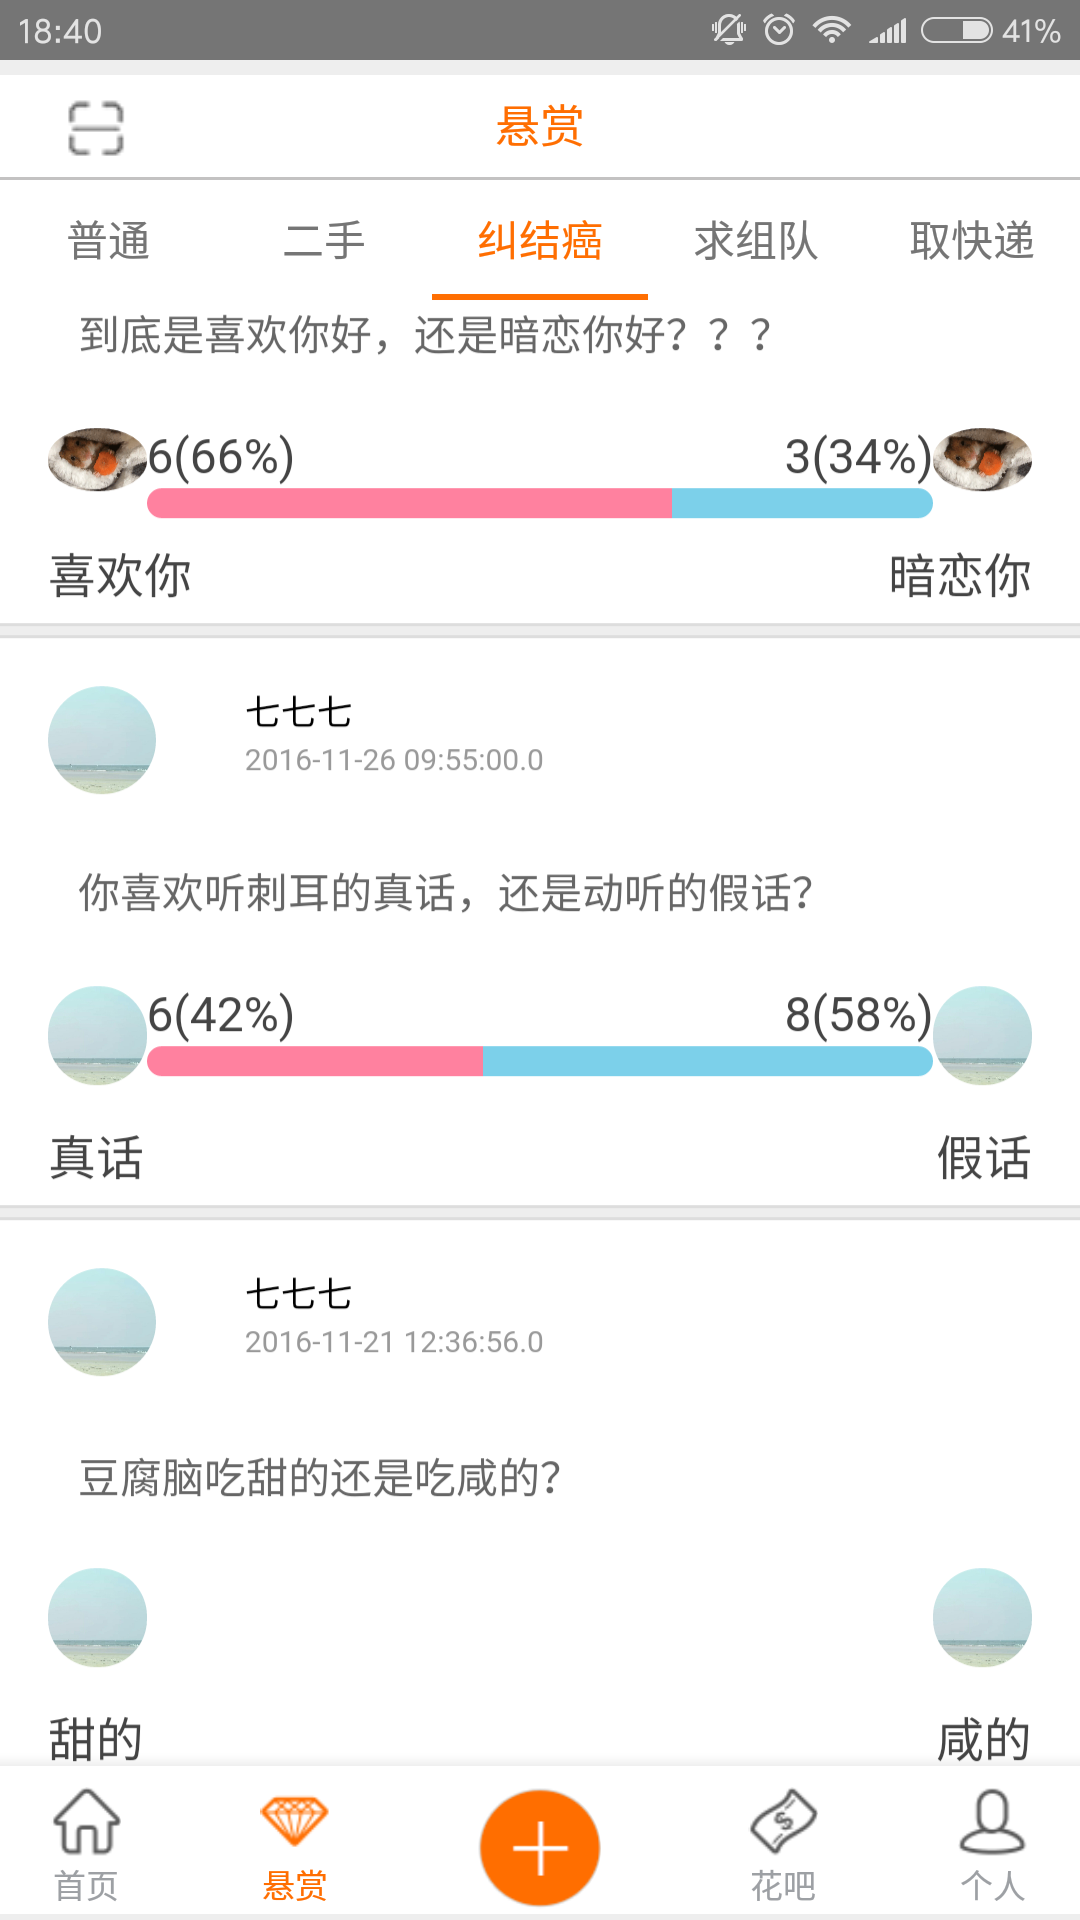 18:40 41%
悬赏
普通 二手 纠结癌 求组队 取快递
到底是喜欢你好，还是暗恋你好？？？
6(66%) 3(34%)
喜欢你 暗恋你
七七七
2016-11-26 09:55:00.0
你喜欢听刺耳的真话，还是动听的假话？
6(42%) 8(58%)
真话 假话
七七七
2016-11-21 12:36:56.0
豆腐脑吃甜的还是吃咸的？
甜的 咸的
首页 悬赏 花吧 个人